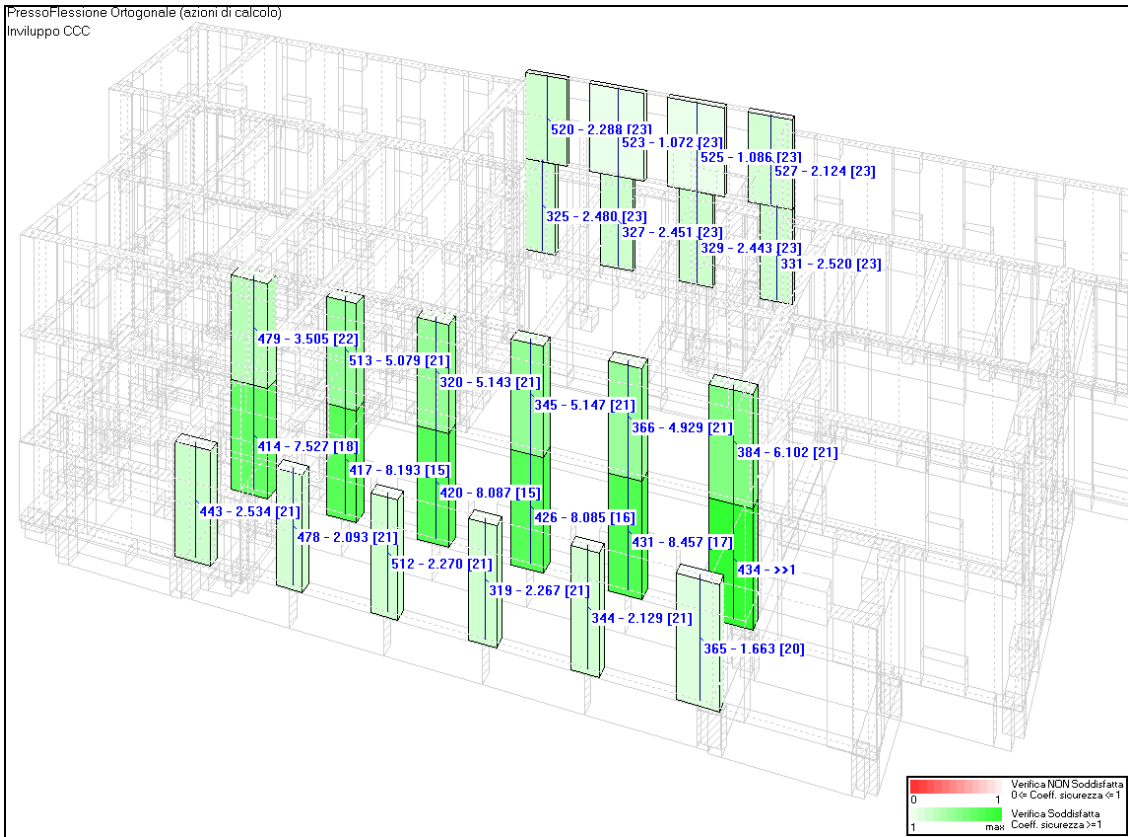 PressoFlessione Ortogonale (azioni di calcolo)
Inviluppo CCC
520 - 2.288 [23]
523 - 1.072 [23]
525 - 1.086 [23]
527 - 2.124 [23]
325 - 2.480 [23]
327 - 2.451 [23]
329 - 2.443 [23]
331 - 2.520 [23]
479 - 3.505 [22]
513 - 5.079 [21]
320 - 5.143 [21]
345 - 5.147 [21]
366 - 4.929 [21]
384 - 6.102 [21]
414 - 7.527 [18]
417 - 8.193 [15]
420 - 8.087 [15]
426 - 8.085 [16]
431 - 8.457 [17]
434 - >>1
443 - 2.534 [21]
478 - 2.093 [21]
512 - 2.270 [21]
319 - 2.267 [21]
344 - 2.129 [21]
365 - 1.663 [20]
Verifica NON Soddisfatta
0 <= Coeff. sicurezza <= 1
0 1
Verifica Soddisfatta
Coeff. sicurezza >=1
1 max